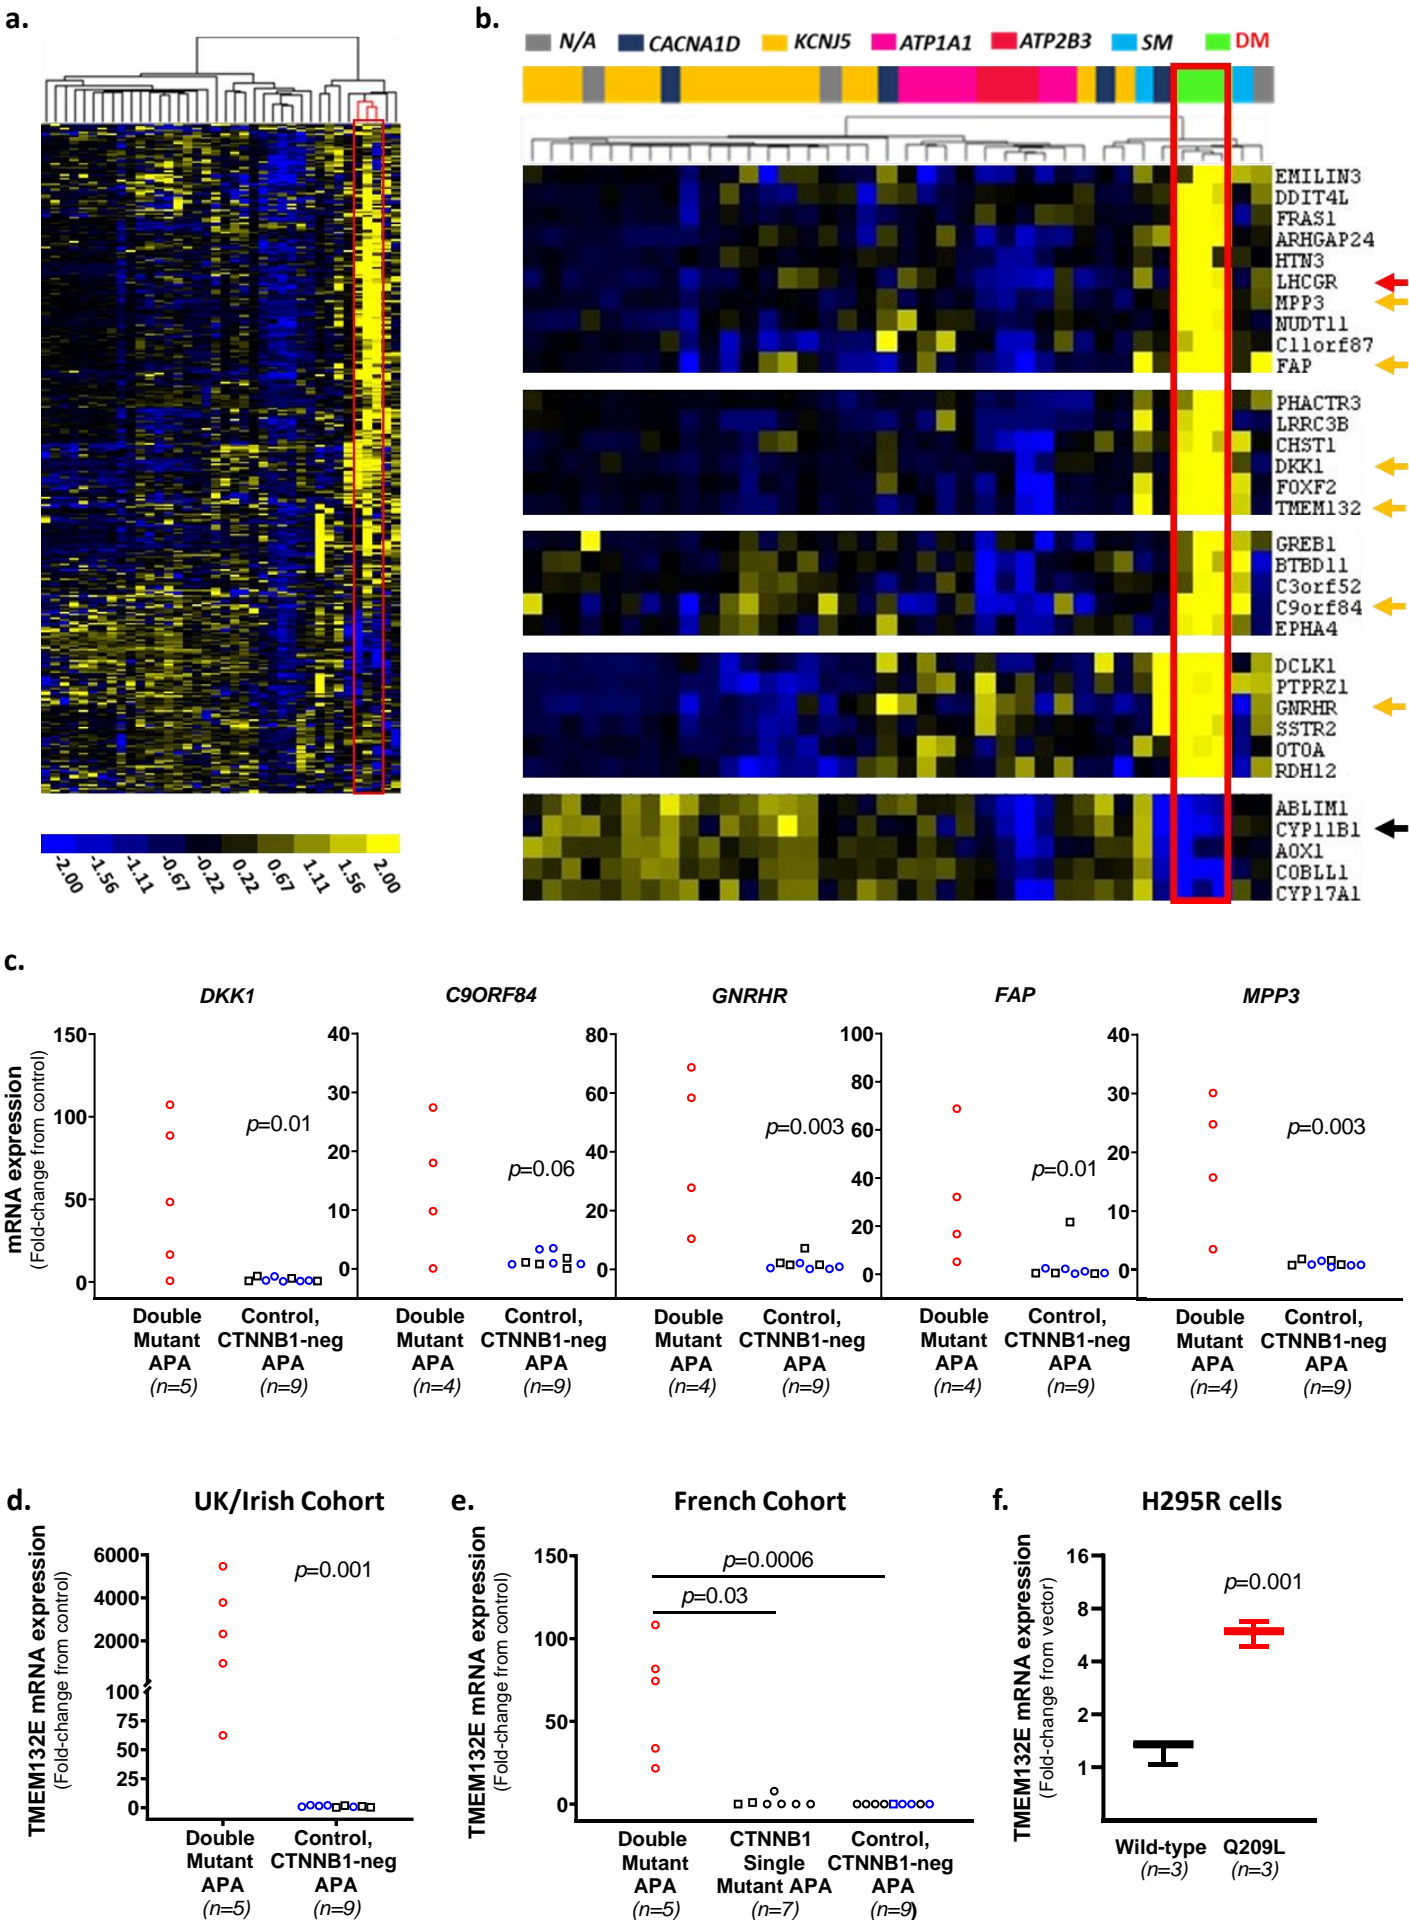 a.
b.
N/A CACNA1D KCNJ5 ATP1A1 ATP2B3 SM DM
EMILIN3
DDIT4L
FRAS1
ARHGAP24
HTN3
LHCGR
MPP3
NUDT11
C11orf87
FAP
PHACTR3
LRRC3B
CHST1
DKK1
FOXF2
TMEM132
GREB1
BTBD11
C3orf52
C9orf84
EPHA4
DCLK1
PTPRZ1
GNRHR
SSTR2
OTOA
RDH12
ABLIM1
CYP11B1
AOX1
COBLL1
CYP17A1
-2.00 -1.56 -1.11 -0.67 -0.22 0.22 0.67 1.11 1.56 2.00
c.
DKK1 C9ORF84 GNRHR FAP MPP3
mRNA expression
(Fold-change from control)
150
100
50
0
p=0.01
Double Mutant APA (n=5)
Control, CTNNB1-neg APA (n=9)
40
30
20
10
0
p=0.06
Double Mutant APA (n=4)
Control, CTNNB1-neg APA (n=9)
80
60
40
20
0
p=0.003
Double Mutant APA (n=4)
Control, CTNNB1-neg APA (n=9)
100
80
60
40
20
0
p=0.01
Double Mutant APA (n=4)
Control, CTNNB1-neg APA (n=9)
40
30
20
10
0
p=0.003
Double Mutant APA (n=4)
Control, CTNNB1-neg APA (n=9)
d.
UK/Irish Cohort
TMEM132E mRNA expression
(Fold-change from control)
6000
4000
2000
100
75
50
25
0
p=0.001
Double Mutant APA (n=5)
Control, CTNNB1-neg APA (n=9)
e.
French Cohort
TMEM132E mRNA expression
(Fold-change from control)
150
100
50
0
p=0.0006
p=0.03
Double Mutant APA (n=5)
CTNNB1 Single Mutant APA (n=7)
Control, CTNNB1-neg APA (n=9)
f.
H295R cells
TMEM132E mRNA expression
(Fold-change from vector)
16
8
4
2
1
p=0.001
Wild-type (n=3)
Q209L (n=3)